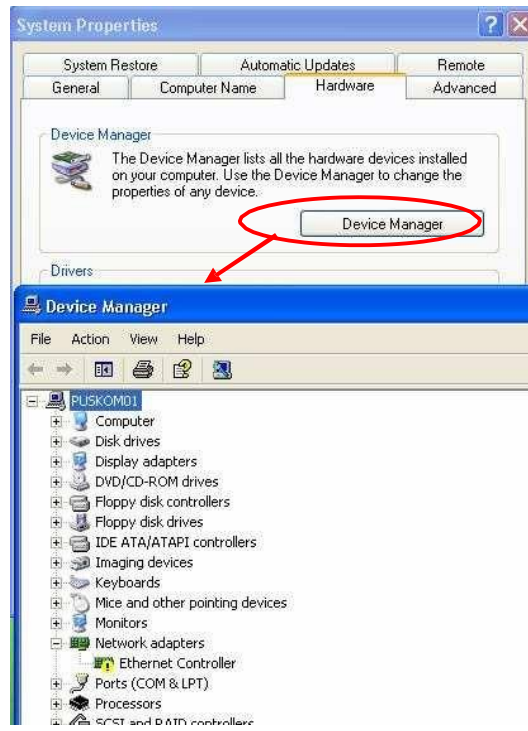 System Properties
System Restore Automatic Updates Remote
General Computer Name Hardware Advanced
Device Manager
The Device Manager lists all the hardware devices installed
on your computer. Use the Device Manager to change the
properties of any device.
Device Manager
Drivers
Device Manager
File Action View Help
PUSKOM01
Computer
Disk drives
Display adapters
DVD/CD-ROM drives
Floppy disk controllers
Floppy disk drives
IDE ATA/ATAPI controllers
Imaging devices
Keyboards
Mice and other pointing devices
Monitors
Network adapters
Ethernet Controller
Ports (COM & LPT)
Processors
SCSI and RAID controllers